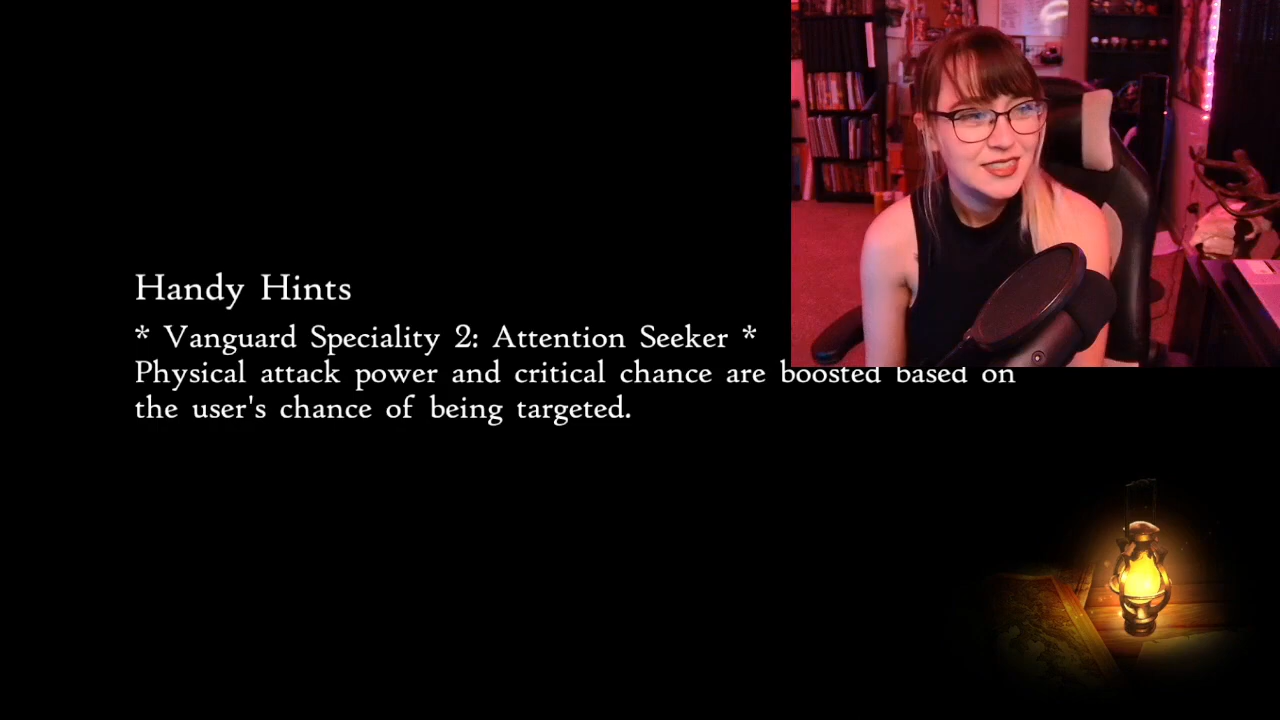 Handy Hints
* Vanguard Speciality 2: Attention Seeker *
Physical attack power and critical chance are boosted based on
the user's chance of being targeted.